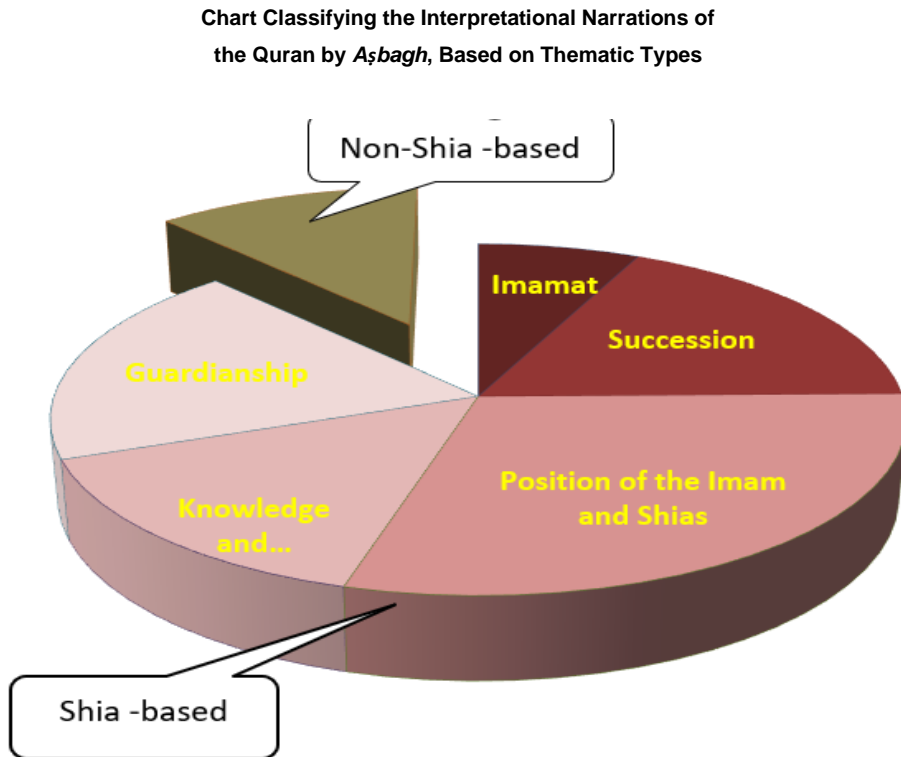 Chart Classifying the Interpretational Narrations of
the Quran by Aṣbagh, Based on Thematic Types
Non-Shia -based
Imamat
Succession
Guardianship
Position of the Imam
and Shias
Knowledge
and...
Shia -based